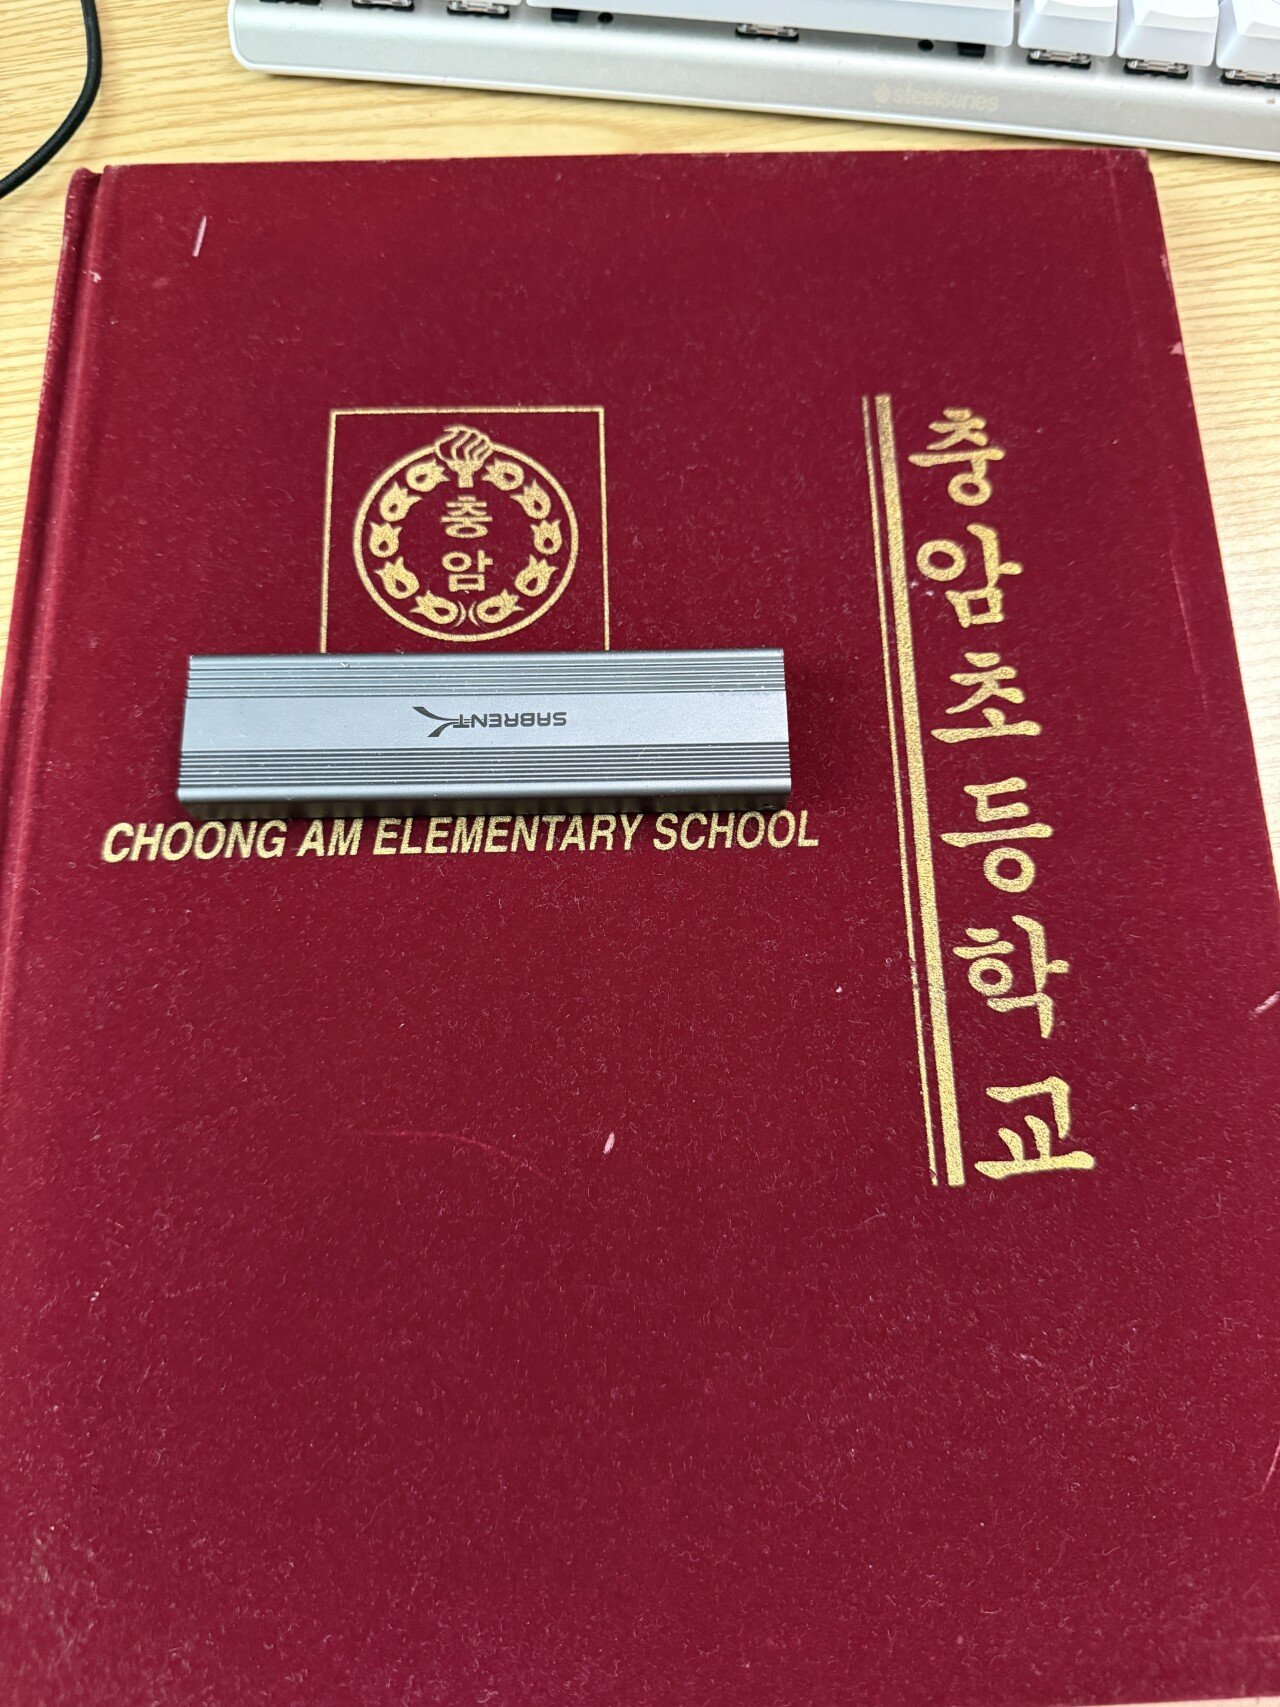 steelseries
충
암
SABRENT
CHOONG AM ELEMENTARY SCHOOL
충암초등학교